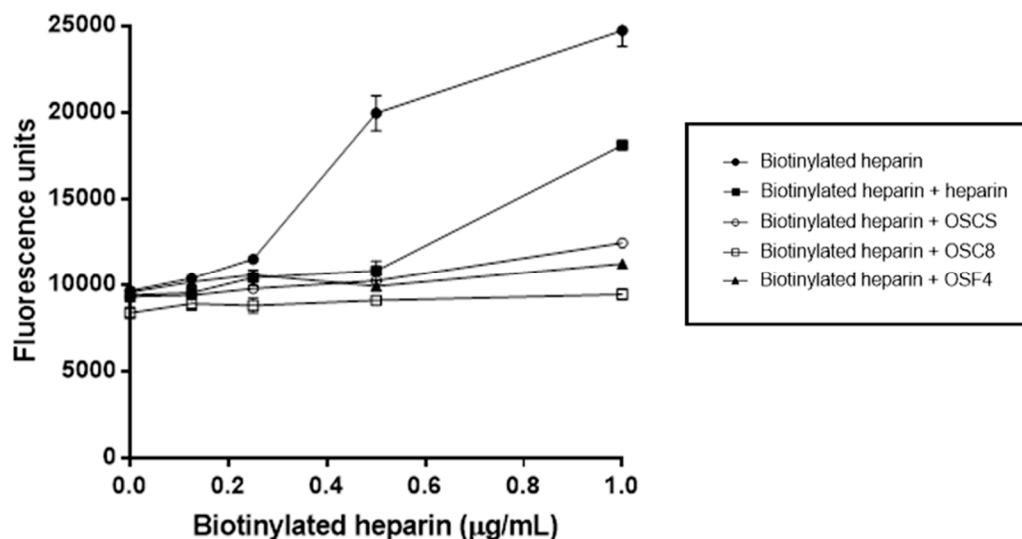 25000
20000
15000
10000
5000
0
Fluorescence units
0.0 0.2 0.4 0.6 0.8 1.0
Biotinylated heparin (μg/mL)
Biotinylated heparin
Biotinylated heparin + heparin
Biotinylated heparin + OSCS
Biotinylated heparin + OSC8
Biotinylated heparin + OSF4